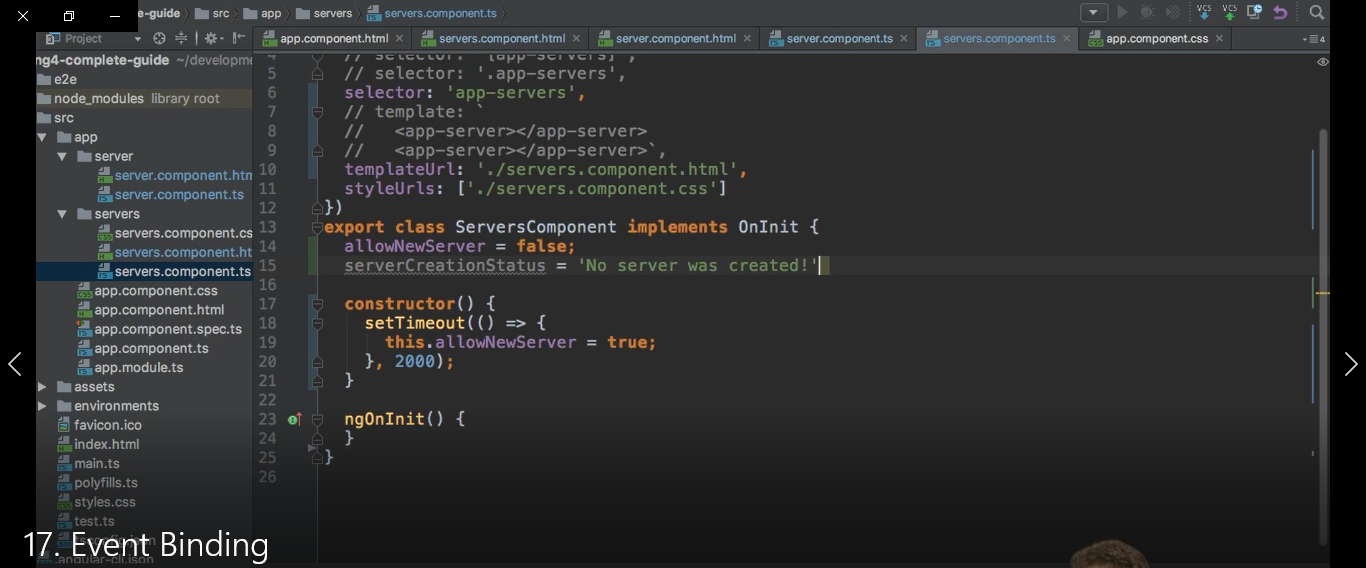 e-guide src app servers servers.component.ts
Project
app.component.html servers.component.html server.component.html server.component.ts servers.component.ts app.component.css 4
VCS VCS
ng4-complete-guide ~/developme
e2e
node_modules library root
src
app
server
server.component.htm
server.component.ts
servers
servers.component.cs
servers.component.ht
servers.component.ts
app.component.css
app.component.html
app.component.spec.ts
app.component.ts
app.module.ts
assets
environments
favicon.ico
index.html
main.ts
polyfills.ts
styles.css
test.ts
.angular-cli.json
4 // selector: '[app-servers]',
5 // selector: '.app-servers',
6 selector: 'app-servers',
7 // template: `
8 // <app-server></app-server>
9 // <app-server></app-server>`,
10 templateUrl: './servers.component.html',
11 styleUrls: ['./servers.component.css']
12 })
13 export class ServersComponent implements OnInit {
14 allowNewServer = false;
15 serverCreationStatus = 'No server was created!'
16
17 constructor() {
18 setTimeout(() => {
19 this.allowNewServer = true;
20 }, 2000);
21 }
22
23 ngOnInit() {
24 }
25 }
26
17. Event Binding